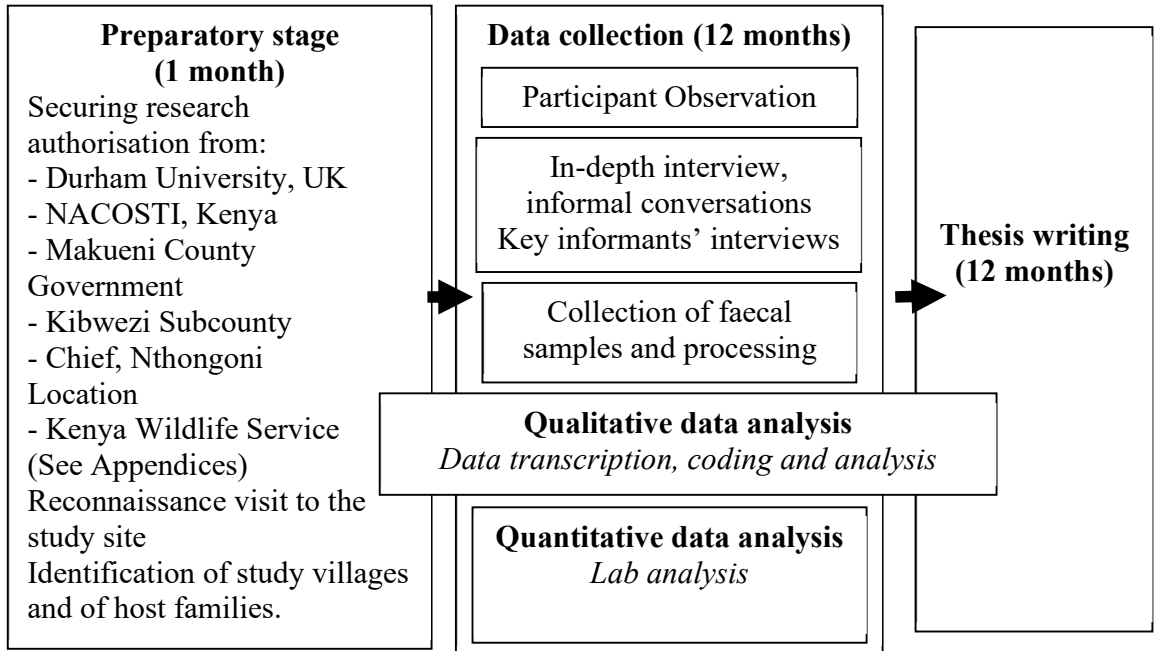 Preparatory stage
(1 month)
Securing research
authorisation from:
- Durham University, UK
- NACOSTI, Kenya
- Makueni County
Government
- Kibwezi Subcounty
- Chief, Nthongoni
Location
- Kenya Wildlife Service
(See Appendices)
Reconnaissance visit to the
study site
Identification of study villages
and of host families.
Data collection (12 months)
Participant Observation
In-depth interview,
informal conversations
Key informants’ interviews
Collection of faecal
samples and processing
Qualitative data analysis
Data transcription, coding and analysis
Quantitative data analysis
Lab analysis
Thesis writing
(12 months)